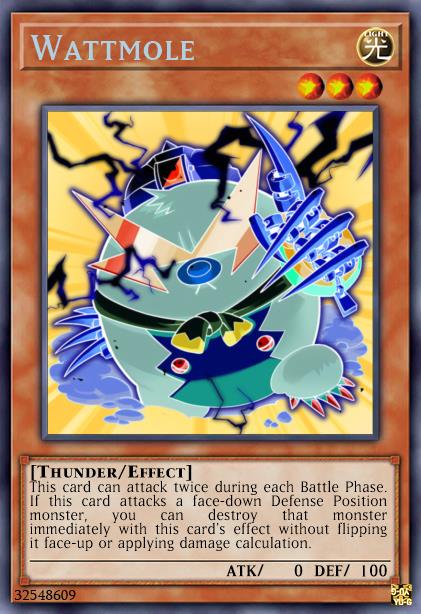 WATTMOLE
LIGHT
光
[THUNDER/EFFECT]
This card can attack twice during each Battle Phase.
If this card attacks a face-down Defense Position
monster, you can destroy that monster
immediately with this card's effect without flipping
it face-up or applying damage calculation.
ATK/ 0 DEF/ 100
32548609